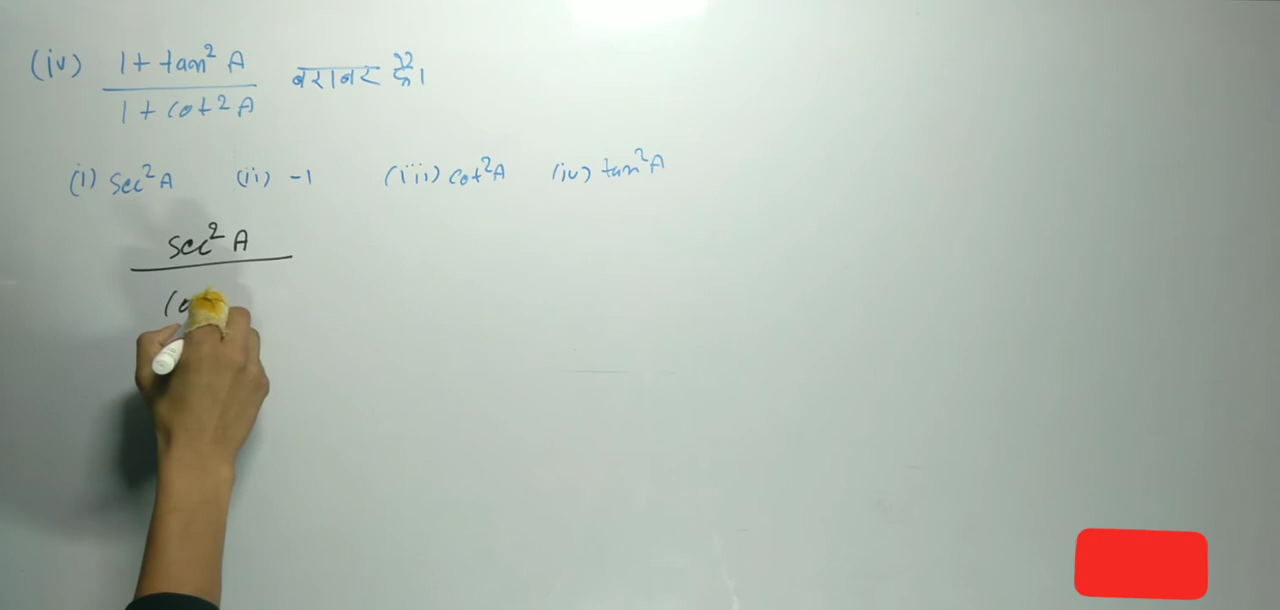 (iv) 1 + tan² A
1 + cot² A बराबर है।
(i) sec² A (ii) -1 (iii) cot² A (iv) tan² A
sec² A